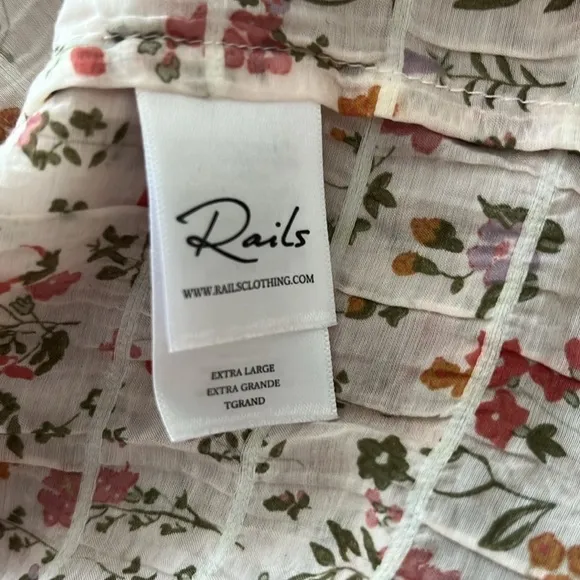 Rails
WWW.RAILSCLOTHING.COM
EXTRA LARGE
EXTRA GRANDE
TGRAND